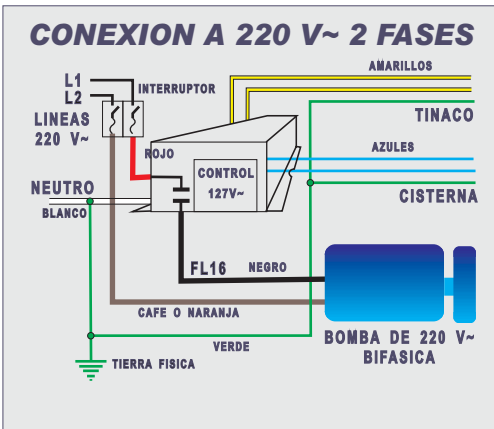 CONEXION A 220 V~ 2 FASES
AMARILLOS
L1
INTERRUPTOR
L2
LINEAS
220 V~
TINACO
ROJO
AZULES
CONTROL
127V~
NEUTRO
BLANCO
CISTERNA
FL16
NEGRO
CAFE O NARANJA
BOMBA DE 220 V~
BIFASICA
VERDE
TIERRA FISICA